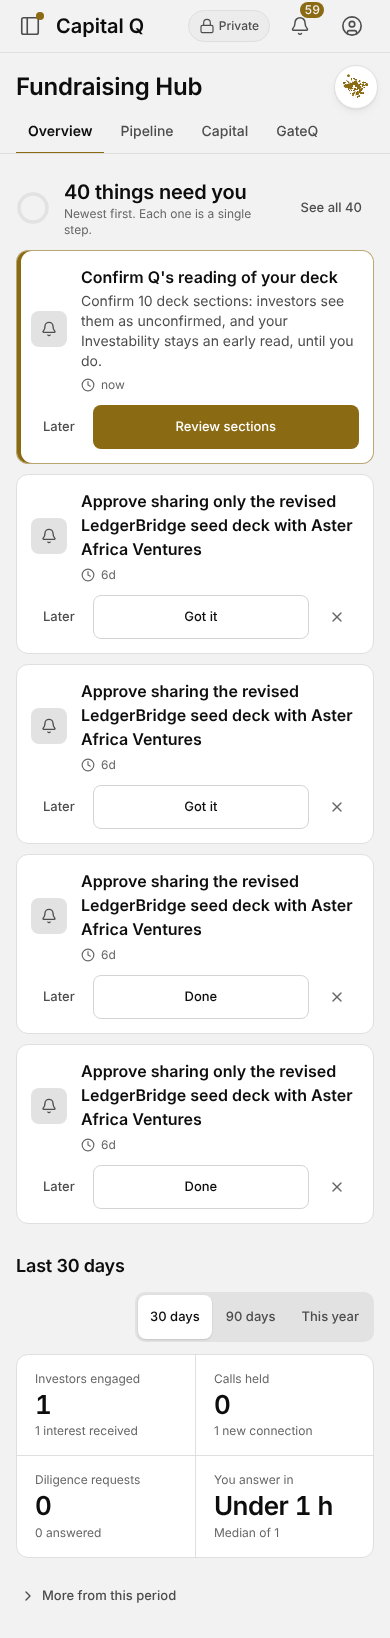 Capital Q
Private
59
Fundraising Hub
Overview
Pipeline
Capital
GateQ
40 things need you
Newest first. Each one is a single
step.
See all 40
Confirm Q's reading of your deck
Confirm 10 deck sections: investors see
them as unconfirmed, and your
Investability stays an early read, until you
do.
now
Later
Review sections
Approve sharing only the revised
LedgerBridge seed deck with Aster
Africa Ventures
6d
Later
Got it
Approve sharing the revised
LedgerBridge seed deck with Aster
Africa Ventures
6d
Later
Got it
Approve sharing the revised
LedgerBridge seed deck with Aster
Africa Ventures
6d
Later
Done
Approve sharing only the revised
LedgerBridge seed deck with Aster
Africa Ventures
6d
Later
Done
Last 30 days
30 days
90 days
This year
Investors engaged
1
1 interest received
Calls held
0
1 new connection
Diligence requests
0
0 answered
You answer in
Under 1 h
Median of 1
More from this period